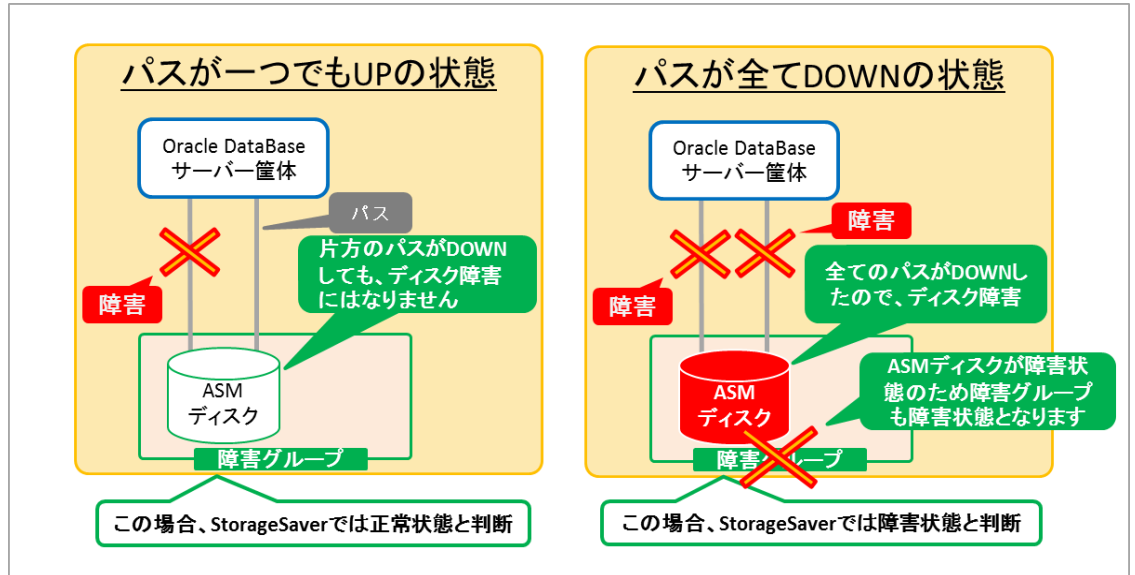 パスが一つでもUPの状態
Oracle DataBase
サーバー筐体
パス
片方のパスがDOWN
しても、ディスク障害
にはなりません
障害
ASM
ディスク
障害グループ
この場合、StorageSaverでは正常状態と判断
パスが全てDOWNの状態
Oracle DataBase
サーバー筐体
障害
障害
全てのパスがDOWNし
たので、ディスク障害
ASMディスクが障害状
態のため障害グループ
も障害状態となります
ASM
ディスク
障害グループ
この場合、StorageSaverでは障害状態と判断